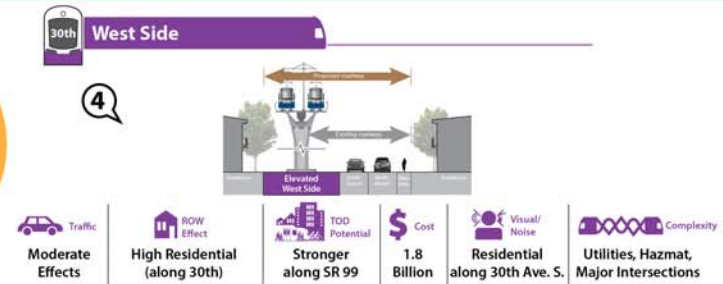 30th
West Side
4
Proposed roadway
Existing roadway
Elevated
West Side
Traffic
Moderate
Effects
ROW
Effect
High Residential
(along 30th)
TOD
Potential
Stronger
along SR 99
$ Cost
1.8
Billion
Visual/
Noise
Residential
along 30th Ave. S.
Complexity
Utilities, Hazmat,
Major Intersections